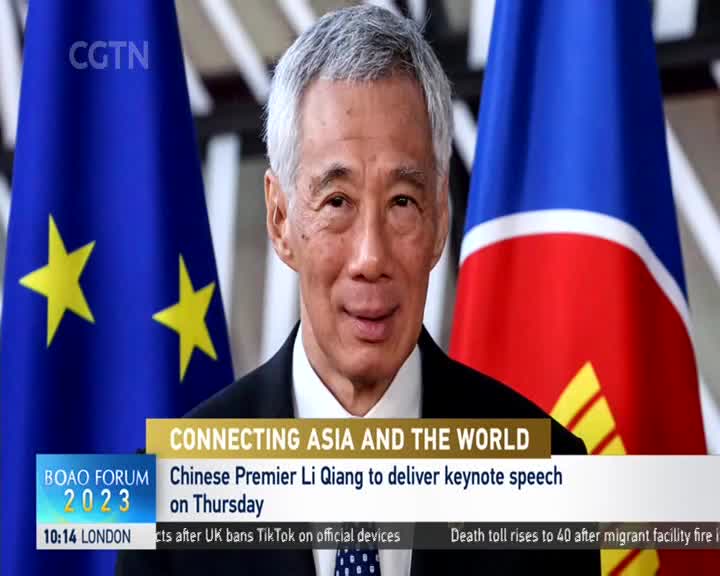 CGTN
CONNECTING ASIA AND THE WORLD
BOAO FORUM
2023
Chinese Premier Li Qiang to deliver keynote speech
on Thursday
10:14 LONDON
cts after UK bans TikTok on official devices
Death toll rises to 40 after migrant facility fire i